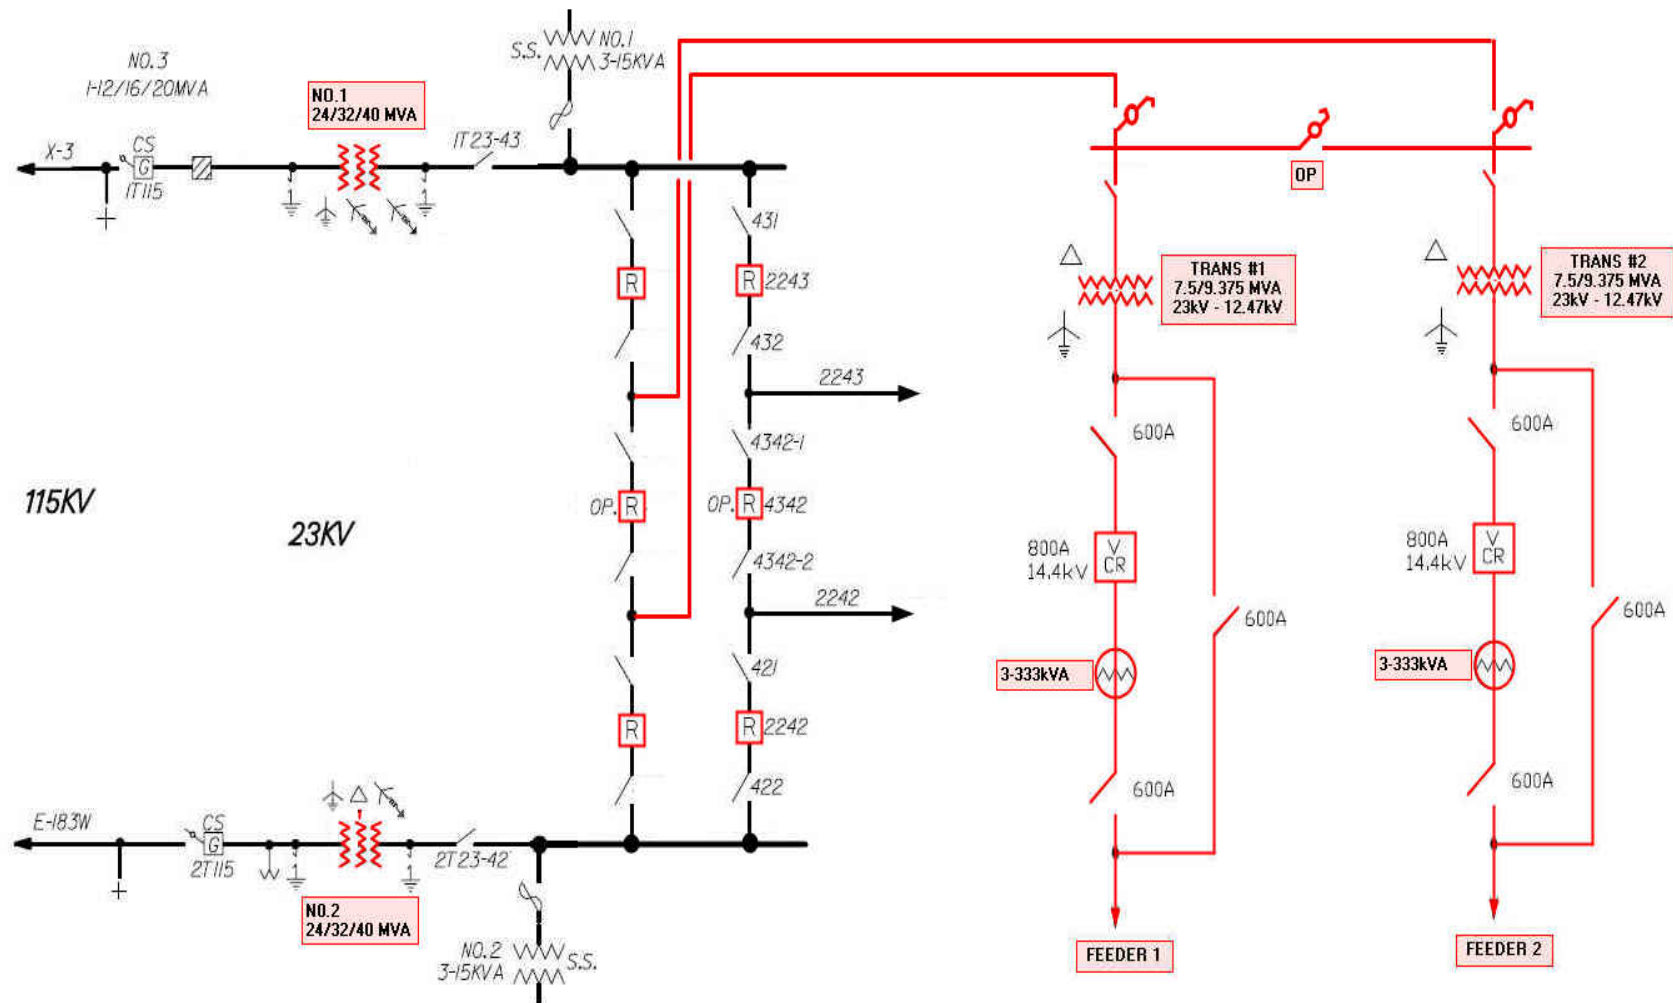 NO.1
S.S.
3-15KVA
NO.3
1-12/16/20MVA
NO.1
24/32/40 MVA
X-3
CS
G
1T115
1T23-43
OP
431
R
R
2243
432
2243
4342-1
OP.
R
OP.
R
4342
4342-2
2242
421
R
R
2242
422
115KV
23KV
TRANS #1
7.5/9.375 MVA
23kV - 12.47kV
TRANS #2
7.5/9.375 MVA
23kV - 12.47kV
600A
600A
800A
14.4kV
V
CR
800A
14.4kV
V
CR
600A
600A
3-333kVA
3-333kVA
600A
600A
FEEDER 1
FEEDER 2
E-183W
CS
G
2T115
2T23-42
NO.2
24/32/40 MVA
NO.2
3-15KVA
S.S.